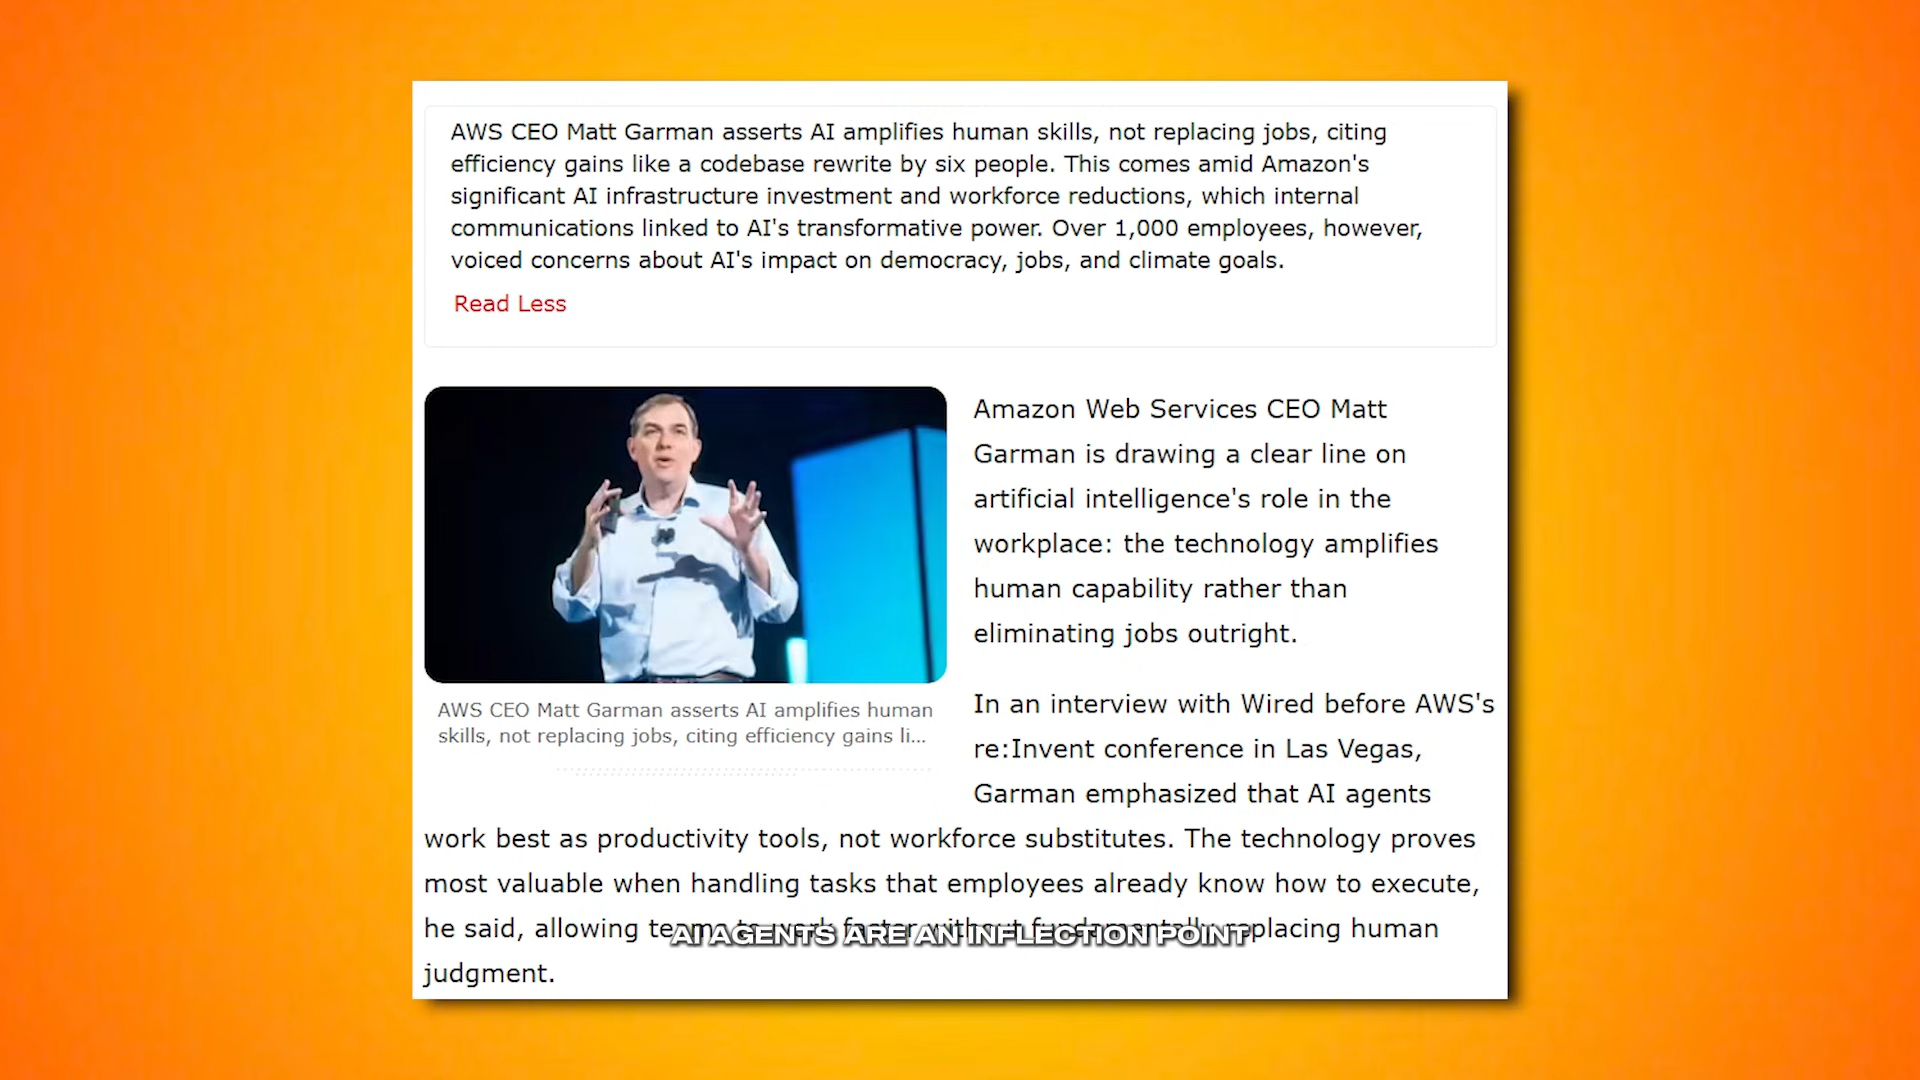 AWS CEO Matt Garman asserts AI amplifies human skills, not replacing jobs, citing
efficiency gains like a codebase rewrite by six people. This comes amid Amazon's
significant AI infrastructure investment and workforce reductions, which internal
communications linked to AI's transformative power. Over 1,000 employees, however,
voiced concerns about AI's impact on democracy, jobs, and climate goals.
Read Less
AWS CEO Matt Garman asserts AI amplifies human
skills, not replacing jobs, citing efficiency gains li...
Amazon Web Services CEO Matt
Garman is drawing a clear line on
artificial intelligence's role in the
workplace: the technology amplifies
human capability rather than
eliminating jobs outright.
In an interview with Wired before AWS's
re:Invent conference in Las Vegas,
Garman emphasized that AI agents
work best as productivity tools, not workforce substitutes. The technology proves
most valuable when handling tasks that employees already know how to execute,
he said, allowing teams to work faster without fundamentally replacing human
judgment.
AI AGENTS ARE AN INFLECTION POINT